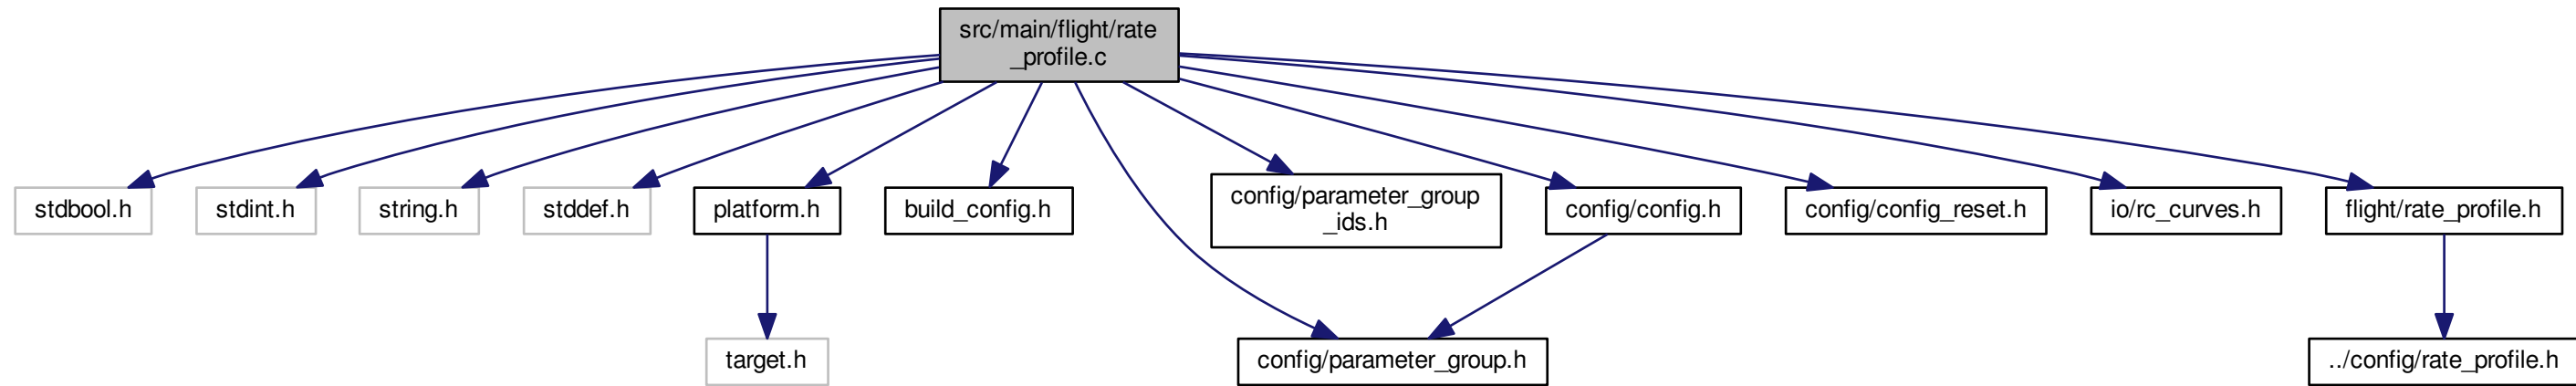 src/main/flight/rate
_profile.c
stdbool.h
stdint.h
string.h
stddef.h
platform.h
build_config.h
config/parameter_group
_ids.h
config/config.h
config/config_reset.h
io/rc_curves.h
flight/rate_profile.h
target.h
config/parameter_group.h
../config/rate_profile.h